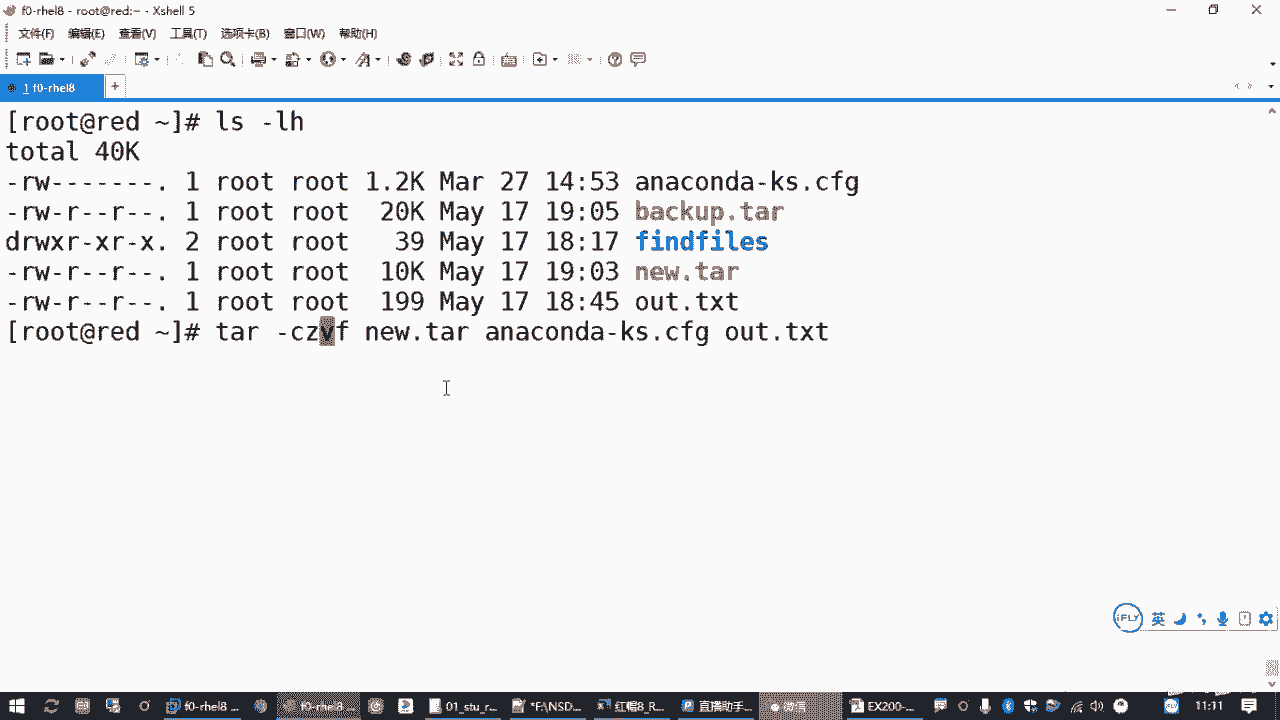 f0-rhel8 - root@red:~ - Xshell 5
文件(F) 编辑(E) 查看(V) 工具(T) 选项卡(B) 窗口(W) 帮助(H)
1 f0-rhel8 +
[root@red ~]# ls -lh
total 40K
-rw-------. 1 root root 1.2K Mar 27 14:53 anaconda-ks.cfg
-rw-r--r--. 1 root root 20K May 17 19:05 backup.tar
drwxr-xr-x. 2 root root 39 May 17 18:17 findfiles
-rw-r--r--. 1 root root 10K May 17 19:03 new.tar
-rw-r--r--. 1 root root 199 May 17 18:45 out.txt
[root@red ~]# tar -czvf new.tar anaconda-ks.cfg out.txt
iFLY 英
f0-rhel8 ... f0-rhel8 ... 01_stu_r... *E\NSD... 红帽8_R... 直播助手... 微信 EX200-... 11:11